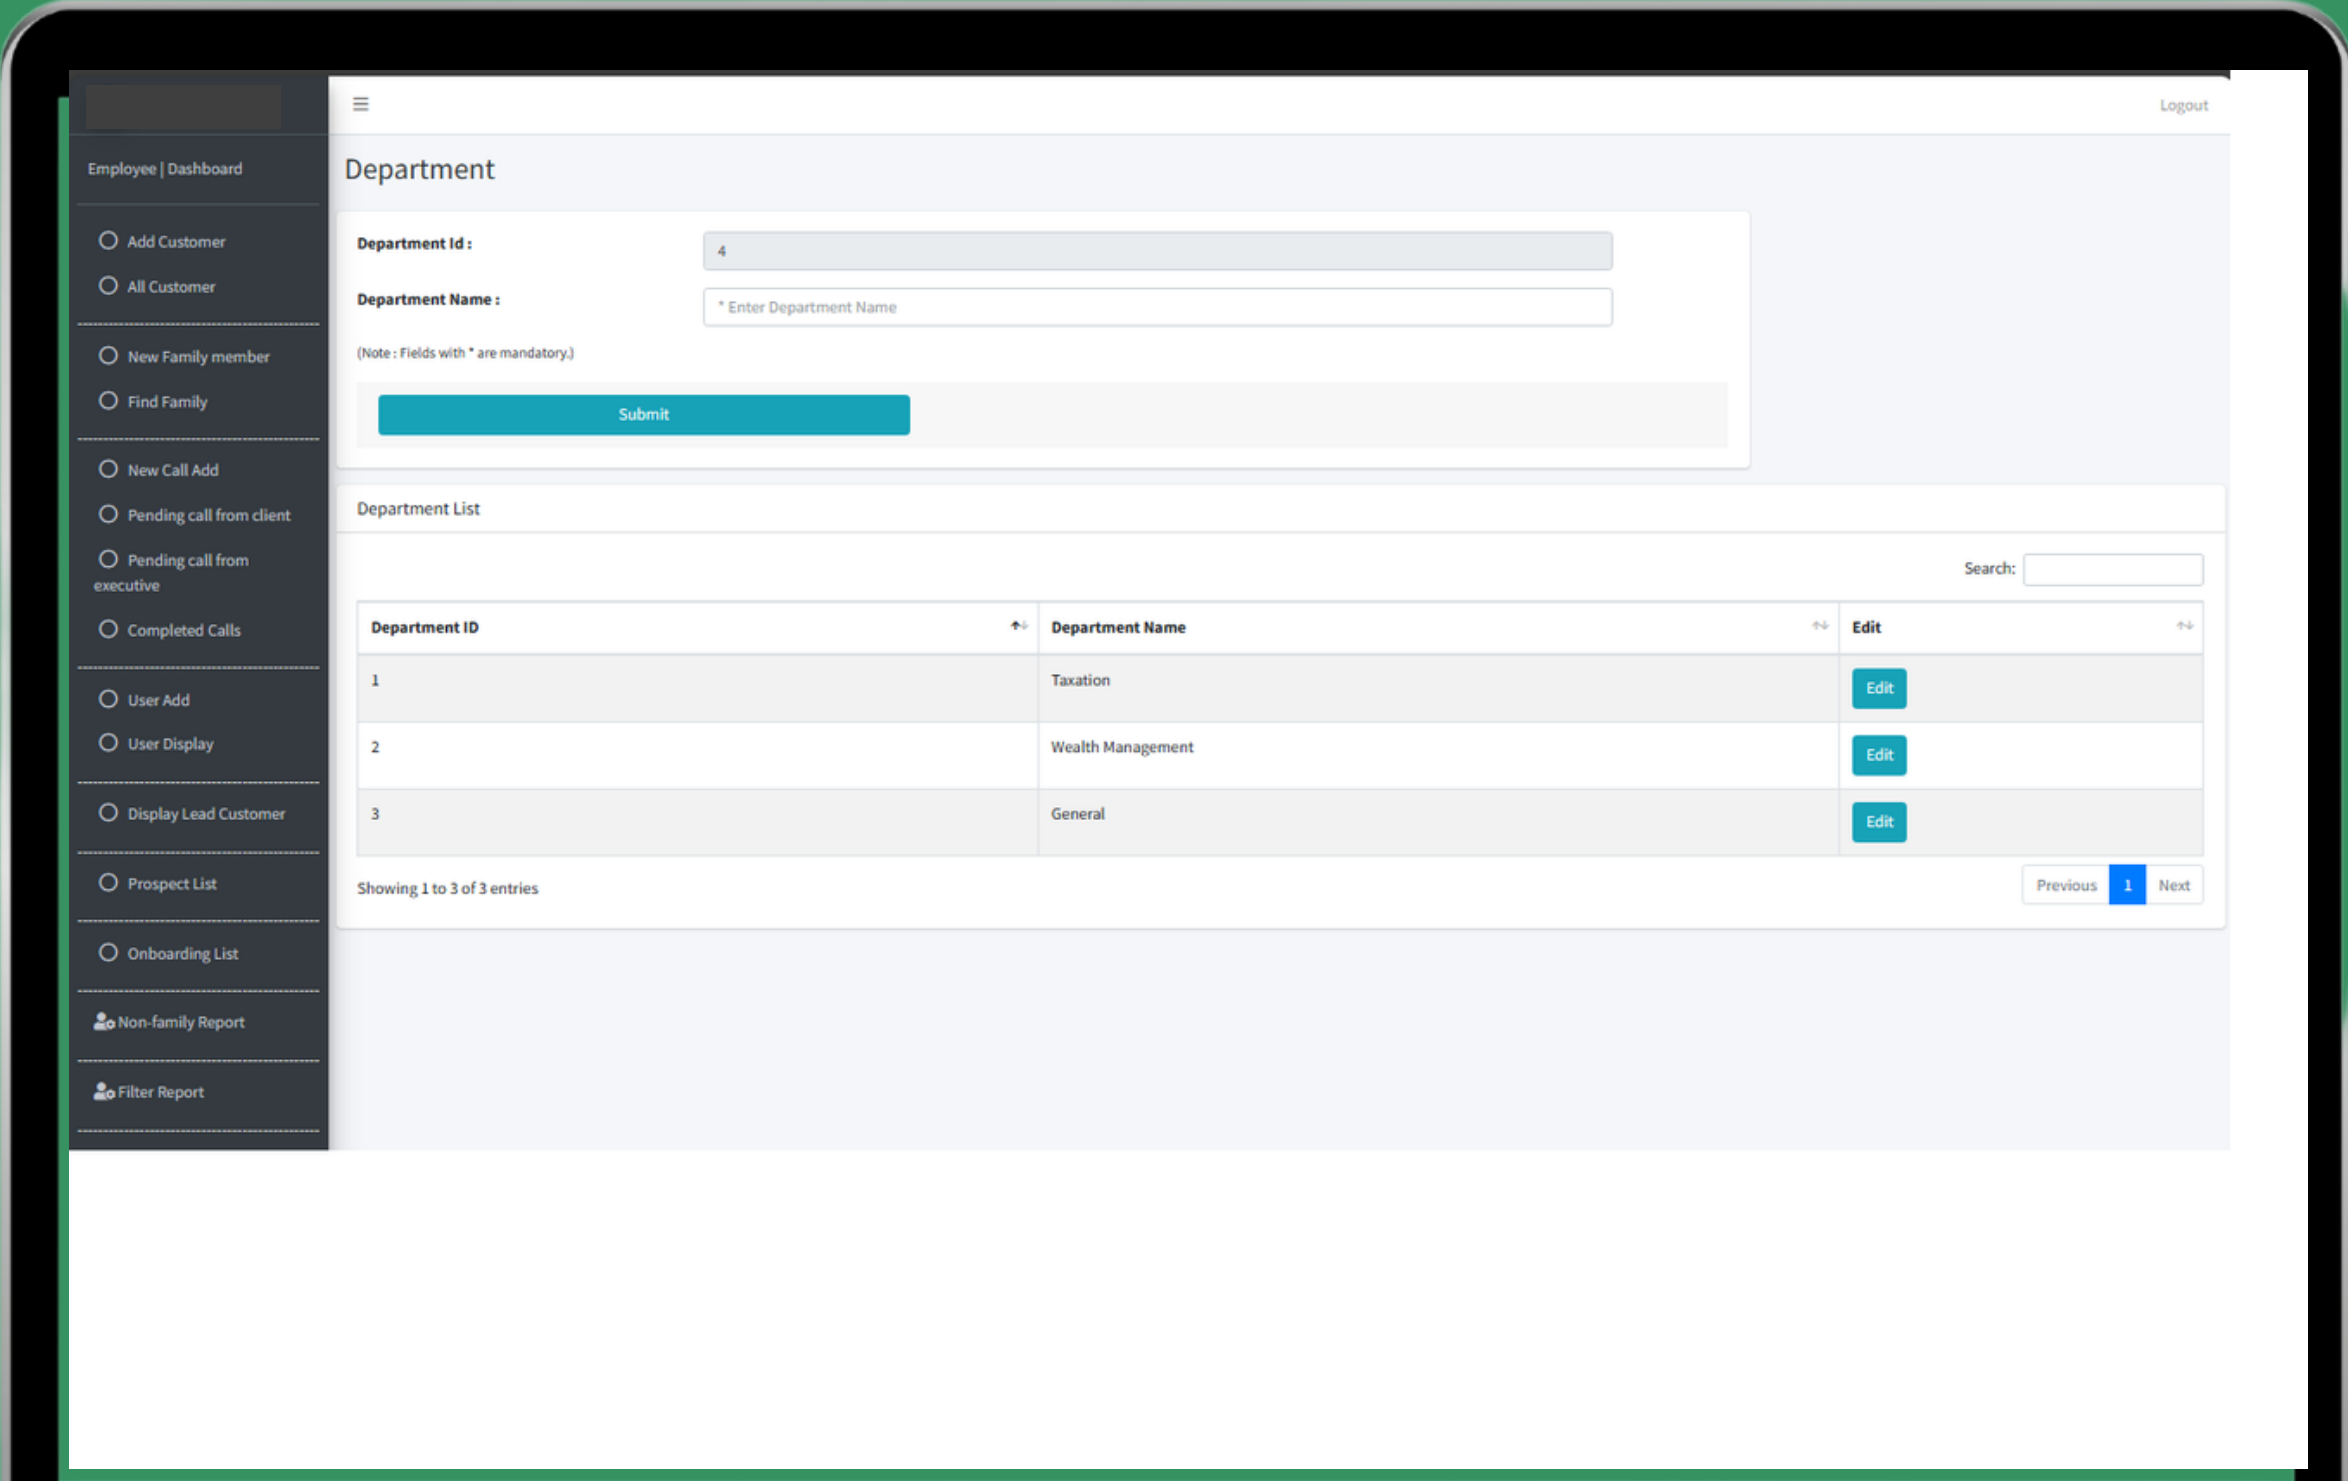 Logout
Employee | Dashboard
Add Customer
All Customer
New Family member
Find Family
New Call Add
Pending call from client
Pending call from
executive
Completed Calls
User Add
User Display
Display Lead Customer
Prospect List
Onboarding List
Non-family Report
Filter Report
Department
Department Id :
4
Department Name :
* Enter Department Name
(Note : Fields with * are mandatory.)
Submit
Department List
Search:
Department ID Department Name Edit
1 Taxation Edit
2 Wealth Management Edit
3 General Edit
Showing 1 to 3 of 3 entries
Previous 1 Next